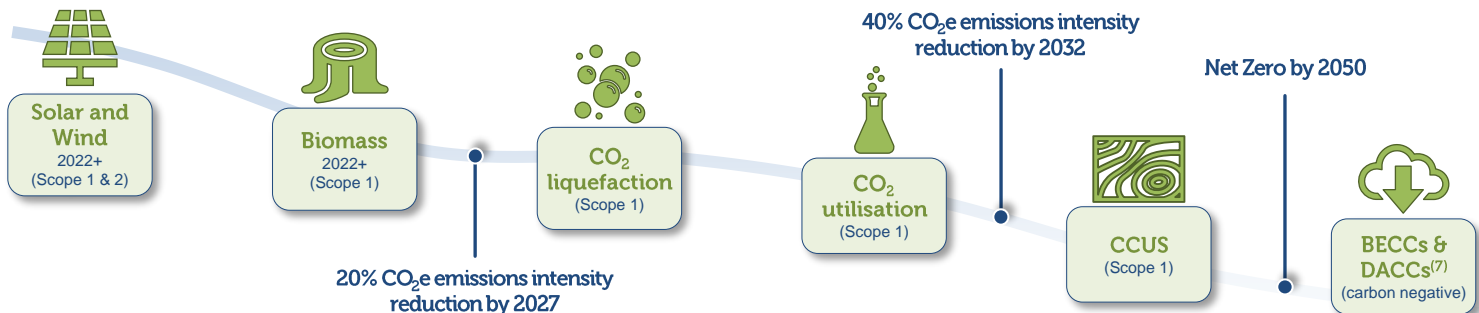 Solar and
Wind
2022+
(Scope 1 & 2)
Biomass
2022+
(Scope 1)
20% CO₂e emissions intensity
reduction by 2027
CO₂
liquefaction
(Scope 1)
CO₂
utilisation
(Scope 1)
40% CO₂e emissions intensity
reduction by 2032
CCUS
(Scope 1)
Net Zero by 2050
BECCs &
DACCs⁽⁷⁾
(carbon negative)